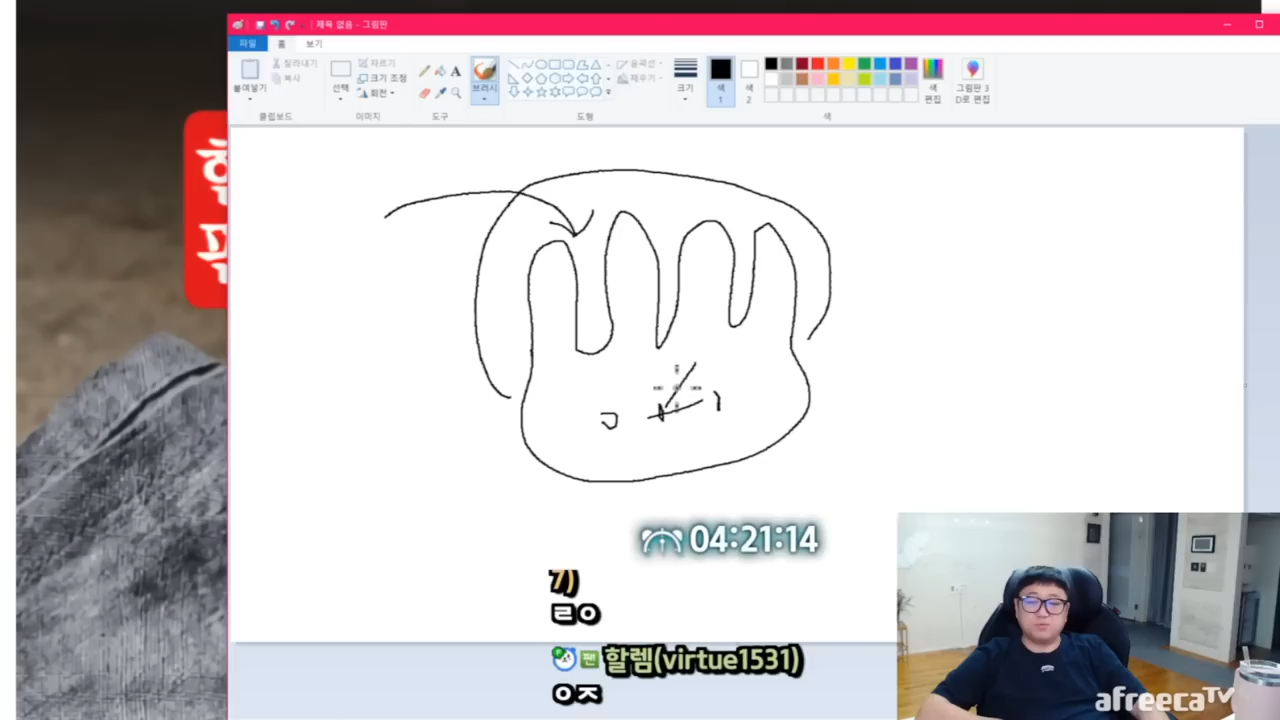 제목 없음 - 그림판
파일 홈 보기
붙여넣기
잘라내기
복사
클립보드
선택
자르기
크기 조정
회전
이미지
A
도구
브러시
윤곽선
채우기
도형
크기
색 1
색 2
색 편집
색
그림판 3D로 편집
04:21:14
7)
ㄹㅇ
팬 할렘(virtue1531)
ㅇㅈ
afreecaTV